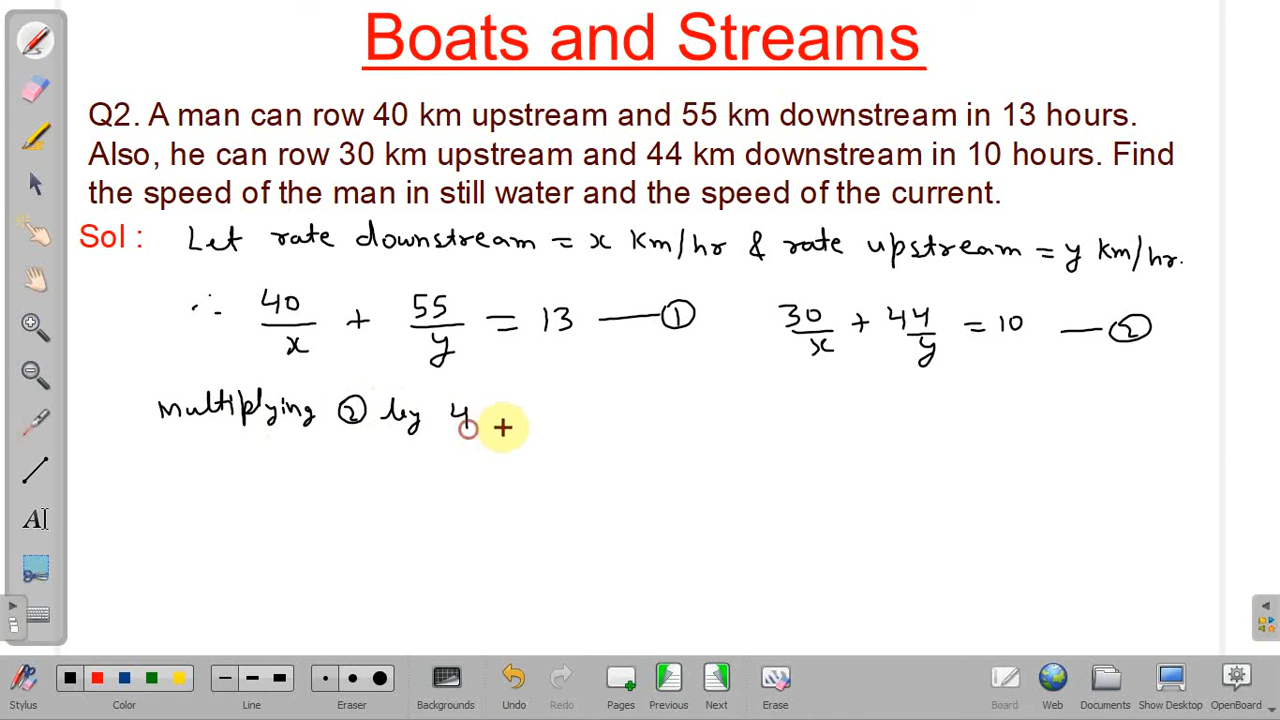 Boats and Streams
Q2. A man can row 40 km upstream and 55 km downstream in 13 hours.
Also, he can row 30 km upstream and 44 km downstream in 10 hours. Find
the speed of the man in still water and the speed of the current.
Sol : Let rate downstream = x Km/hr & rate upstream = y Km/hr.
∴ 40/x + 55/y = 13 —— ① 30/x + 44/y = 10 — ②
Multiplying ② by 4
Stylus Color Line Eraser Backgrounds Undo Redo Pages Previous Next Erase Board Web Documents Show Desktop OpenBoard